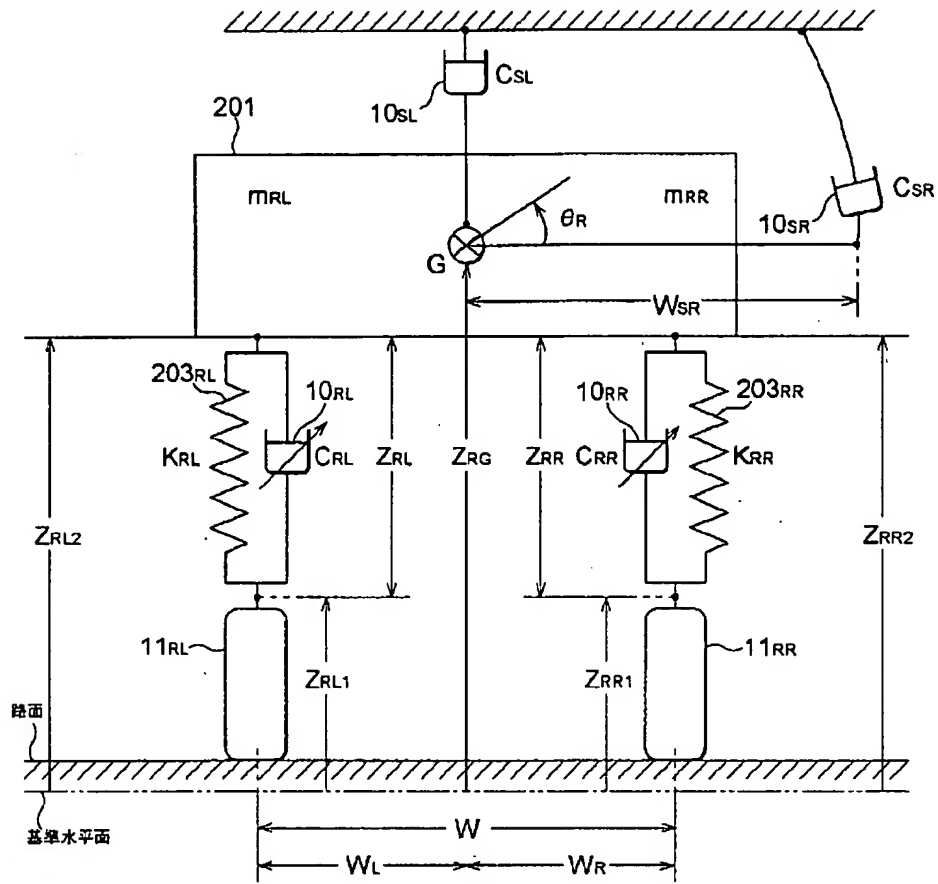 CSL
10SL
201
mRL
mRR
CSR
10SR
θR
G
WSR
203RL
10RL
10RR
203RR
KRL
CRL
ZRL
ZRG
ZRR
CRR
KRR
ZRL2
ZRR2
11RL
11RR
ZRL1
ZRR1
路面
基準水平面
W
WL
WR